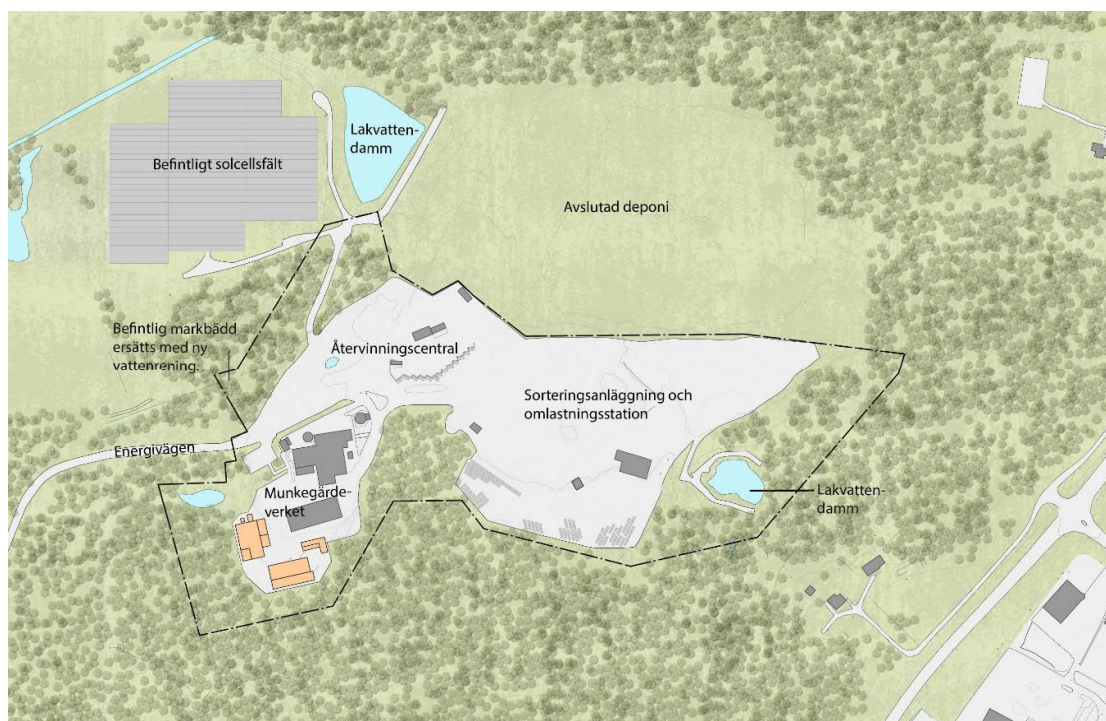 Lakvatten-
damm
Befintligt solcellsfält
Avslutad deponi
Befintlig markbädd
ersätts med ny
vattenrening.
Återvinningscentral
Sorteringsanläggning och
omlastningsstation
Energivägen
Munkegärde-
verket
Lakvatten-
damm